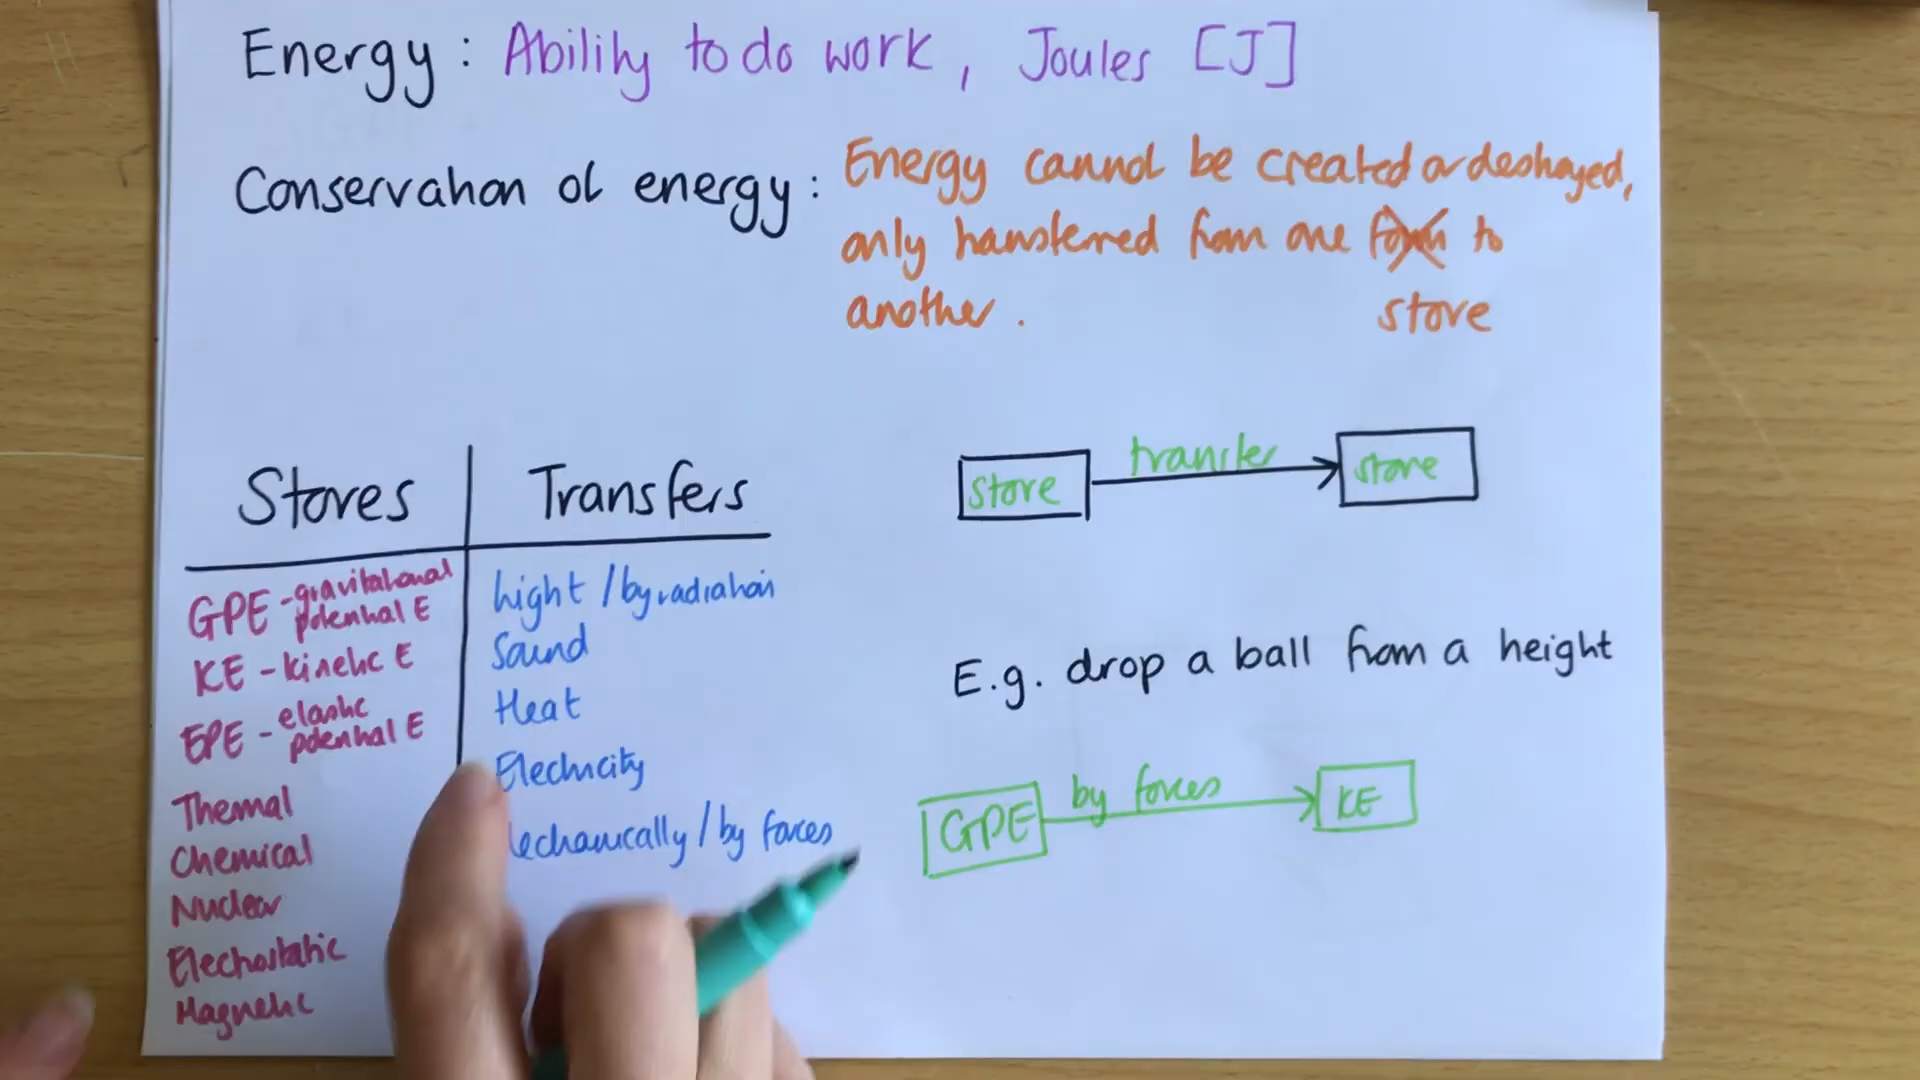 Energy : Ability to do work , Joules [J]
Conservation of energy : Energy cannot be created or destroyed,
only transferred from one form to
another . store
Stores Transfers
GPE - gravitational potential E
KE - kinetic E
EPE - elastic potential E
Thermal
Chemical
Nuclear
Electrostatic
Magnetic
Light / by radiation
Sound
Heat
Electricity
Mechanically / by forces
store transfer store
E.g. drop a ball from a height
GPE by forces KE